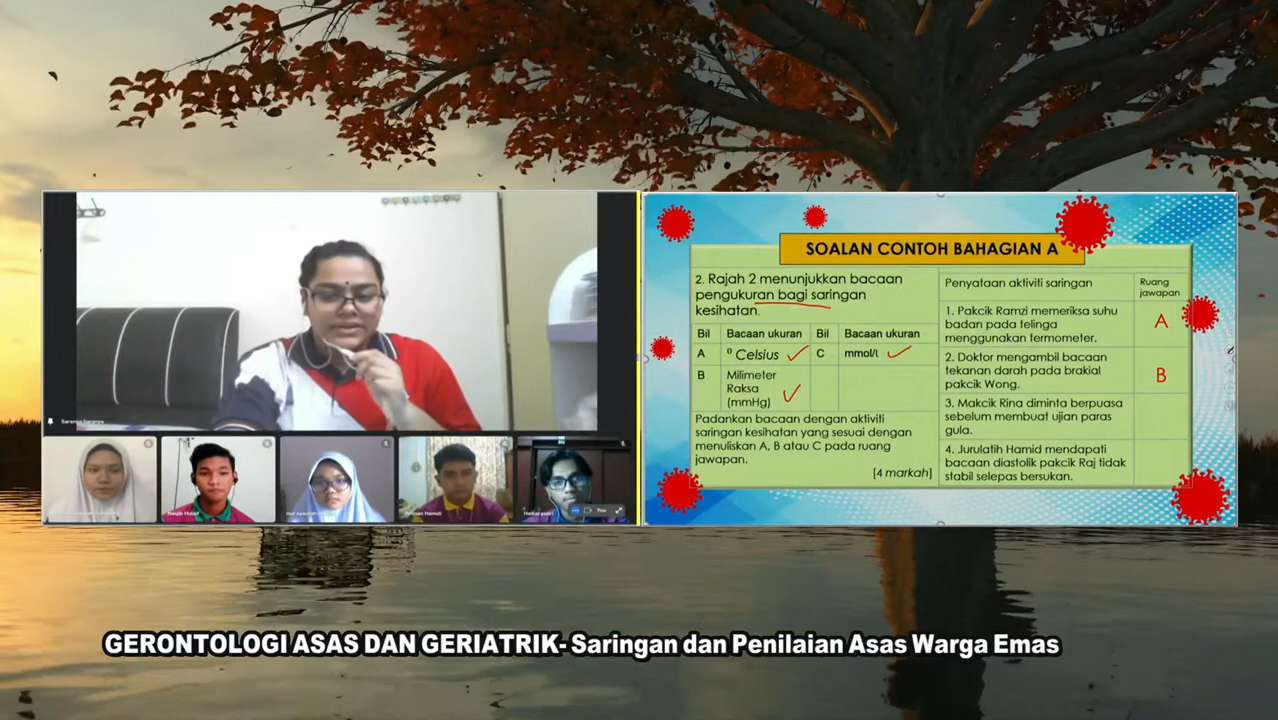 SOALAN CONTOH BAHAGIAN A
2. Rajah 2 menunjukkan bacaan
pengukuran bagi saringan
kesihatan.
Bil Bacaan ukuran Bil Bacaan ukuran
A ⁰ Celsius C mmol/L
B Milimeter
Raksa
(mmHg)
Padankan bacaan dengan aktiviti
saringan kesihatan yang sesuai dengan
menuliskan A, B atau C pada ruang
jawapan.
[4 markah]
Penyataan aktiviti saringan
Ruang
jawapan
1. Pakcik Ramzi memeriksa suhu
badan pada telinga
menggunakan termometer.
A
2. Doktor mengambil bacaan
tekanan darah pada brakial
pakcik Wong.
B
3. Makcik Rina diminta berpuasa
sebelum membuat ujian paras
gula.
4. Jurulatih Hamid mendapati
bacaan diastolik pakcik Raj tidak
stabil selepas bersukan.
You
GERONTOLOGI ASAS DAN GERIATRIK- Saringan dan Penilaian Asas Warga Emas